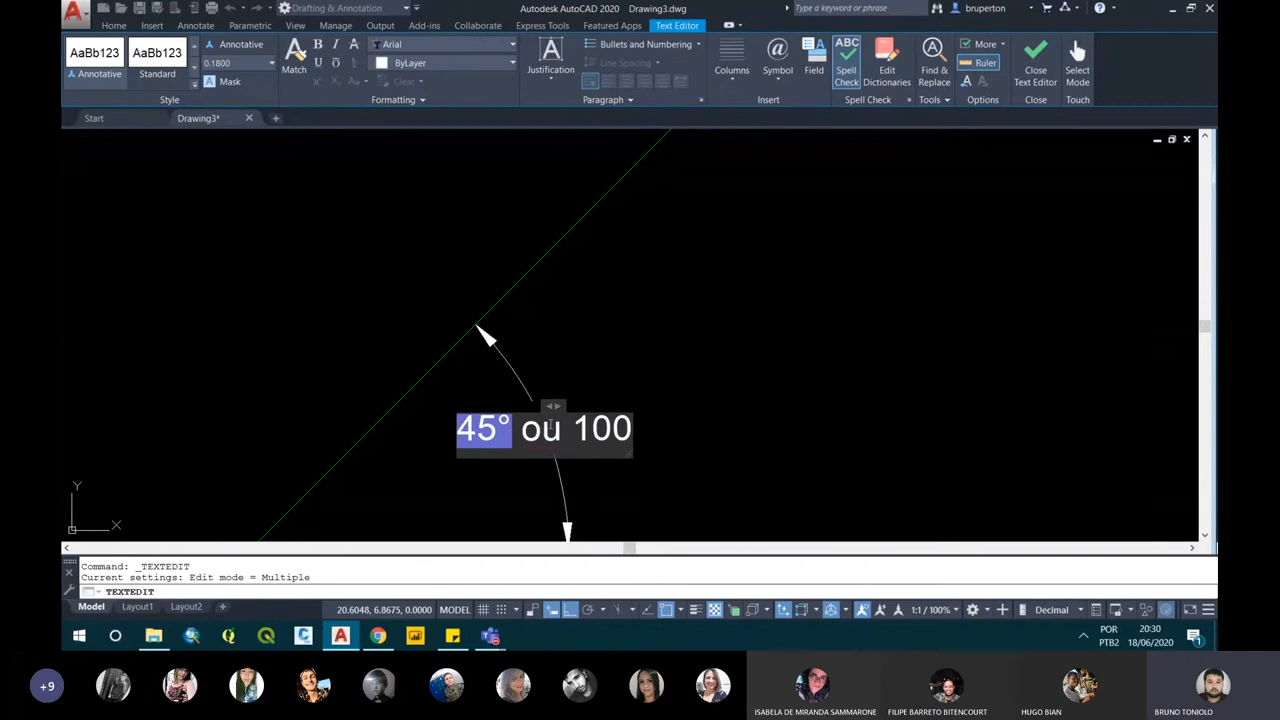 Autodesk AutoCAD 2020 Drawing3.dwg
Type a keyword or phrase
bruperton
Drafting & Annotation
Home Insert Annotate Parametric View Manage Output Add-ins Collaborate Express Tools Featured Apps Text Editor
AaBb123 AaBb123
Annotative Standard
Annotative
0.1800
Mask
Style
A
Match
B I A
U O
Arial
ByLayer
Clear
Formatting
A
Justification
Bullets and Numbering
Line Spacing
Paragraph
Columns
@
Symbol
Field
Insert
ABC
Spell
Check
Edit
Dictionaries
Spell Check
Find &
Replace
Tools
More
Ruler
Options
Close
Text Editor
Close
Select
Mode
Touch
Start Drawing3*
45° ou 100
Y
X
Command: _TEXTEDIT
Current settings: Edit mode = Multiple
TEXTEDIT
Model Layout1 Layout2 +
20.6048, 6.8675, 0.0000 MODEL 1:1 / 100% Decimal
POR
PTB2
20:30
18/06/2020
1
+9
ISABELA DE MIRANDA SAMMARONE FILIPE BARRETO BITENCOURT HUGO BIAN BRUNO TONIOLO